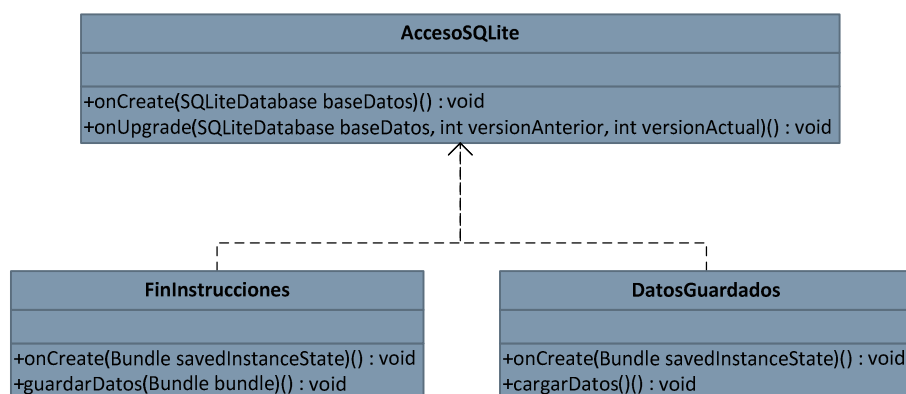 AccesoSQLite
+onCreate(SQLiteDatabase baseDatos)() : void
+onUpgrade(SQLiteDatabase baseDatos, int versionAnterior, int versionActual)() : void
FinInstrucciones
+onCreate(Bundle savedInstanceState)() : void
+guardarDatos(Bundle bundle)() : void
DatosGuardados
+onCreate(Bundle savedInstanceState)() : void
+cargarDatos()() : void